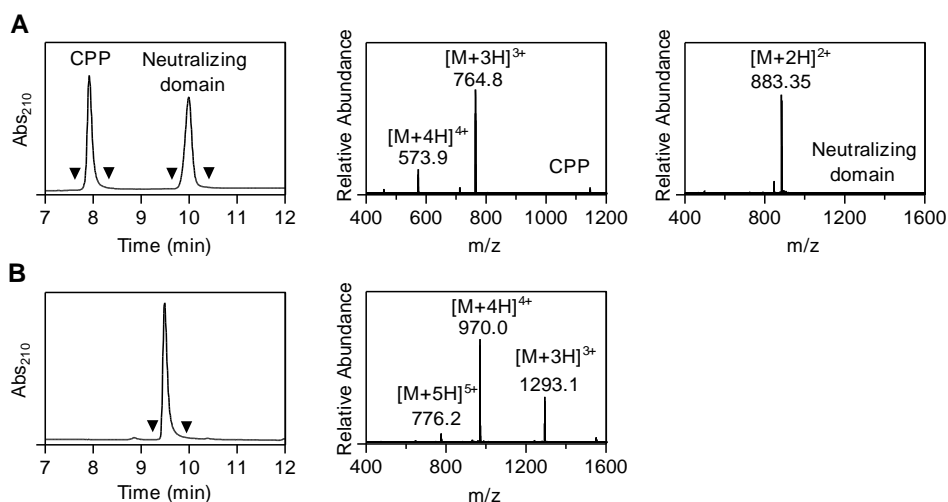 A
CPP
Neutralizing
domain
Abs210
7 8 9 10 11 12
Time (min)
Relative Abundance
[M+3H]3+
764.8
[M+4H]4+
573.9
CPP
400 600 800 1000 1200
m/z
Relative Abundance
[M+2H]2+
883.35
Neutralizing
domain
400 800 1200 1600
m/z
B
Abs210
7 8 9 10 11 12
Time (min)
Relative Abundance
[M+4H]4+
970.0
[M+3H]3+
1293.1
[M+5H]5+
776.2
400 800 1200 1600
m/z